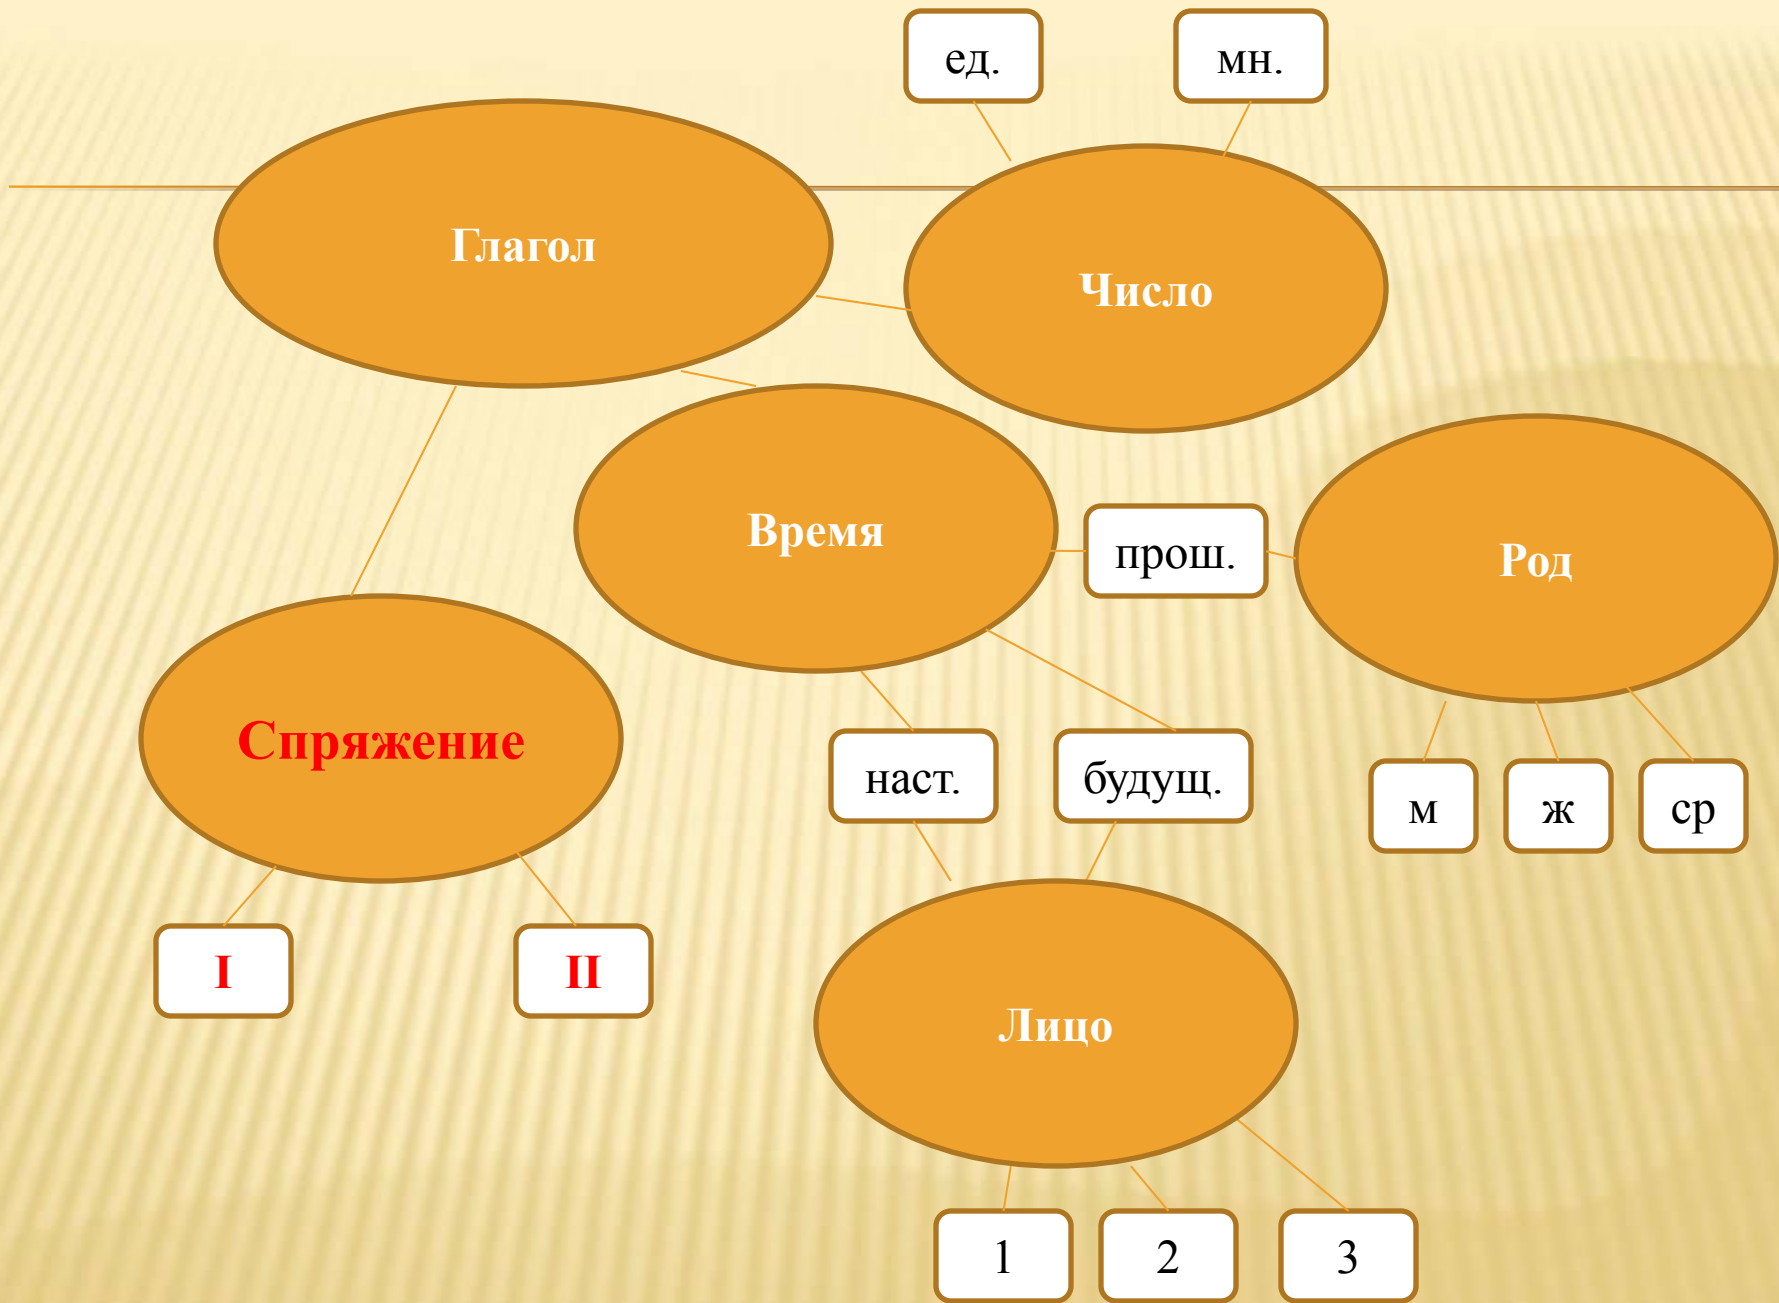 ед.
мн.
Глагол
Число
Время
прош.
Род
Спряжение
наст.
будущ.
м
ж
ср
I
II
Лицо
1
2
3